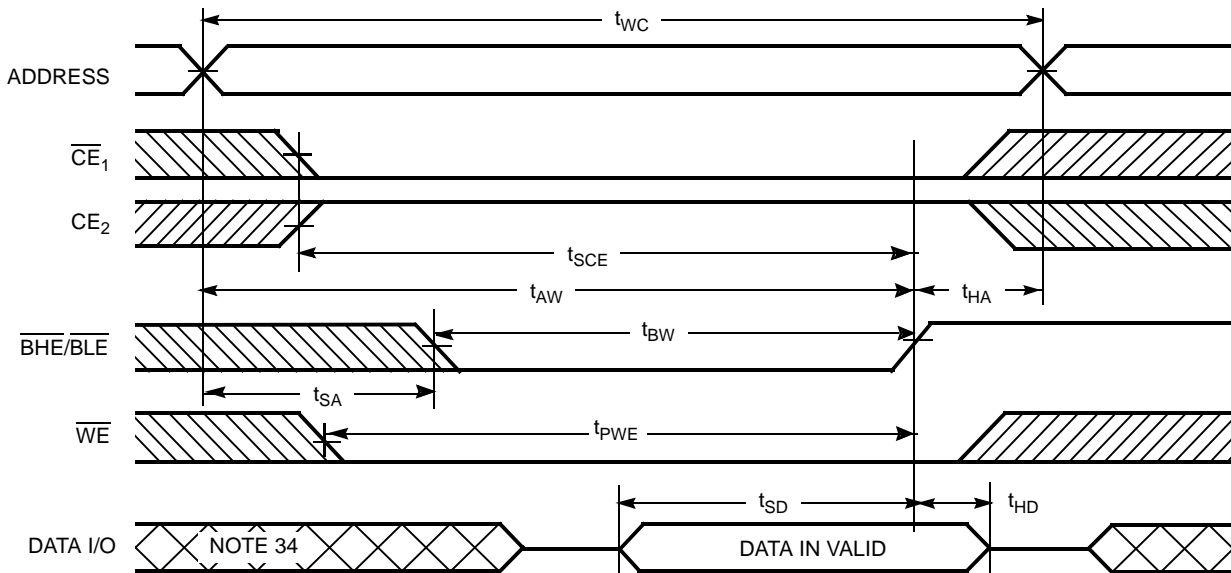 tWC
ADDRESS
CE1
CE2
tSCE
tAW
tHA
BHE/BLE
tBW
tSA
WE
tPWE
tSD
tHD
DATA I/O
NOTE 34
DATA IN VALID